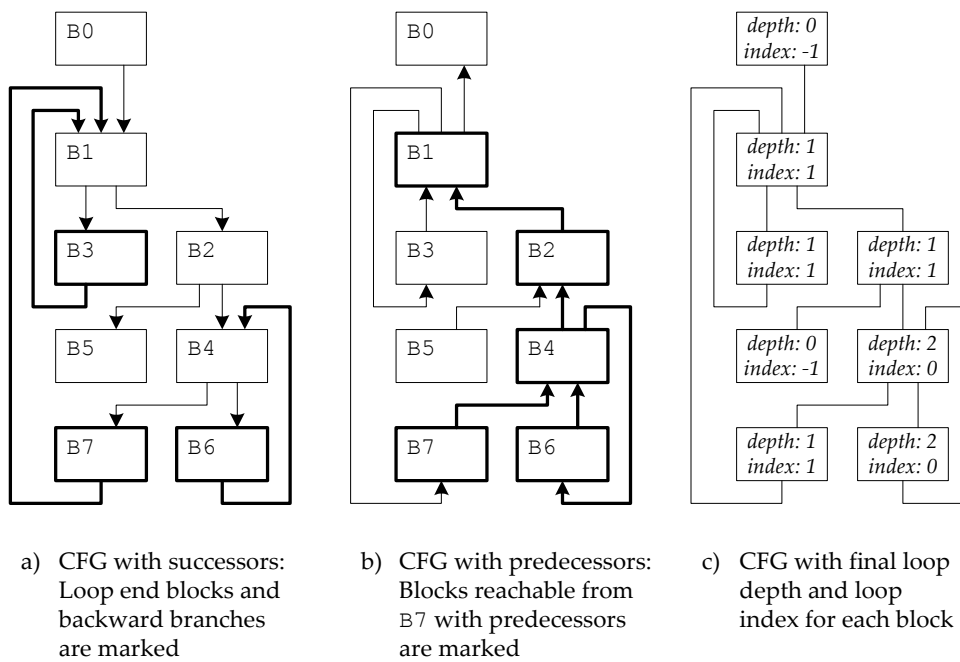 B0
B1
B3
B2
B5
B4
B7
B6
a) CFG with successors:
Loop end blocks and
backward branches
are marked
B0
B1
B3
B2
B5
B4
B7
B6
b) CFG with predecessors:
Blocks reachable from
B7 with predecessors
are marked
depth: 0
index: -1
depth: 1
index: 1
depth: 1
index: 1
depth: 1
index: 1
depth: 0
index: -1
depth: 2
index: 0
depth: 1
index: 1
depth: 2
index: 0
c) CFG with final loop
depth and loop
index for each block